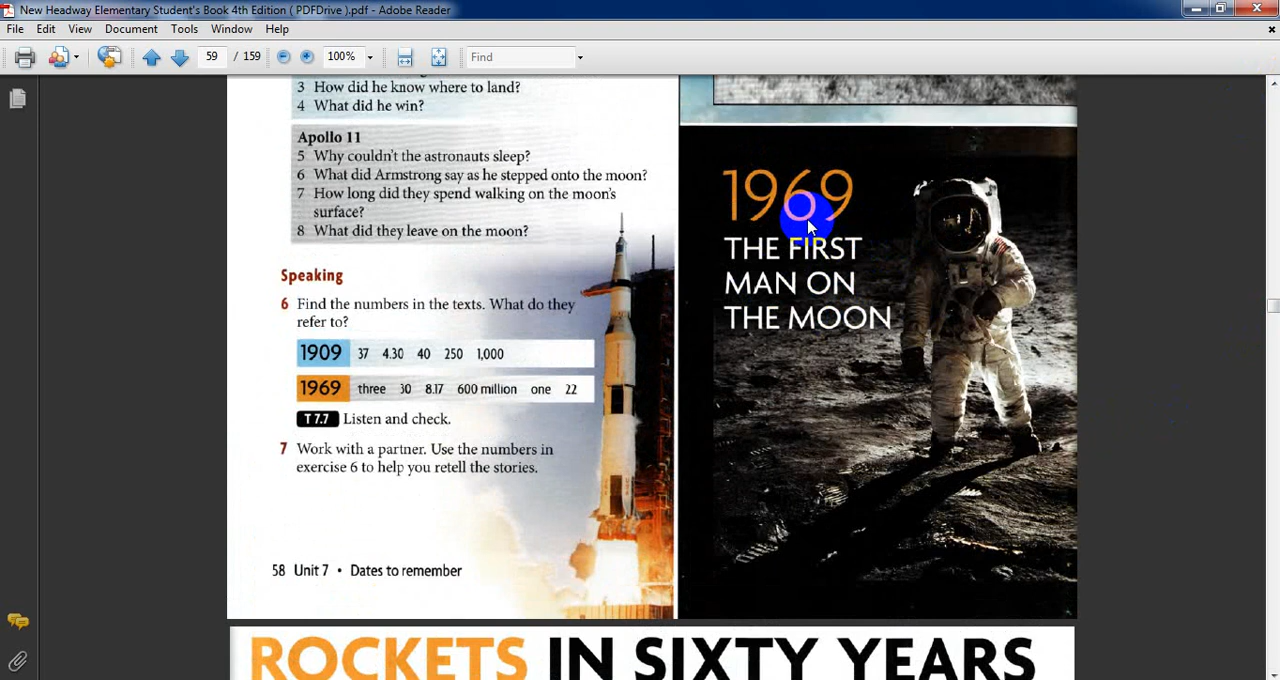 New Headway Elementary Student's Book 4th Edition ( PDFDrive ).pdf - Adobe Reader
File Edit View Document Tools Window Help
59 / 159 100% Find
3 How did he know where to land?
4 What did he win?
Apollo 11
5 Why couldn't the astronauts sleep?
6 What did Armstrong say as he stepped onto the moon?
7 How long did they spend walking on the moon's
surface?
8 What did they leave on the moon?
Speaking
6 Find the numbers in the texts. What do they
refer to?
1909 37 4.30 40 250 1,000
1969 three 30 8.17 600 million one 22
T 7.7 Listen and check.
7 Work with a partner. Use the numbers in
exercise 6 to help you retell the stories.
58 Unit 7 • Dates to remember
1969
THE FIRST
MAN ON
THE MOON
ROCKETS IN SIXTY YEARS